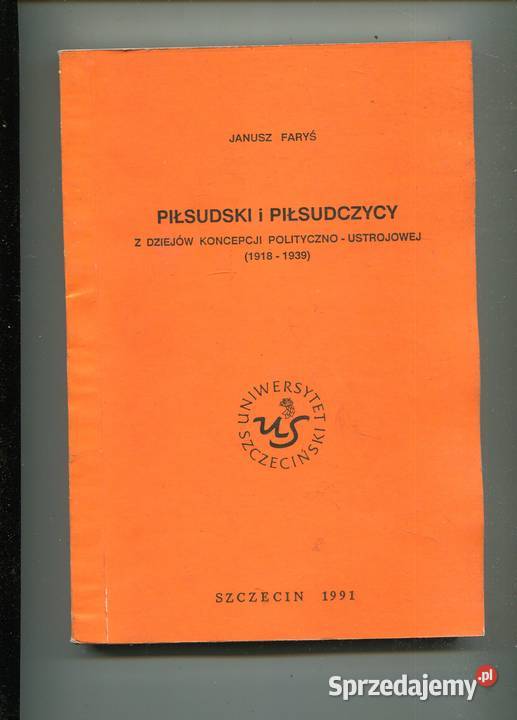 JANUSZ FARYŚ
PIŁSUDSKI i PIŁSUDCZYCY
Z DZIEJÓW KONCEPCJI POLITYCZNO - USTROJOWEJ
(1918 - 1939)
UNIWERSYTET
SZCZECIŃSKI
US
SZCZECIN 1991
Sprzedajemy.pl